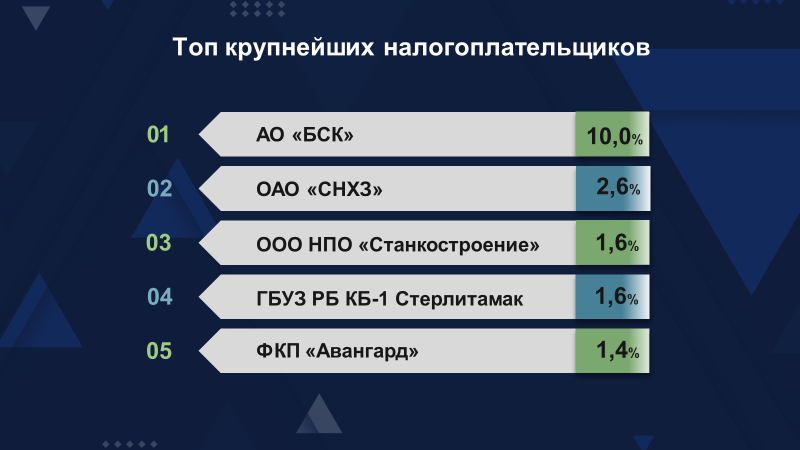 Топ крупнейших налогоплательщиков
01 АО «БСК» 10,0%
02 ОАО «СНХЗ» 2,6%
03 ООО НПО «Станкостроение» 1,6%
04 ГБУЗ РБ КБ-1 Стерлитамак 1,6%
05 ФКП «Авангард» 1,4%